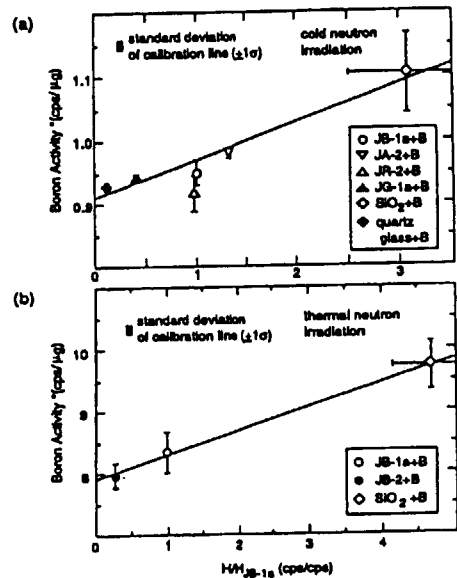 (a)
standard deviation
of calibration line (±1σ)
cold neutron
irradiation
Boron Activity *(cps/μg)
1.1
1.0
0.9
JB-1a+B
JA-2+B
JR-2+B
JG-1a+B
SiO₂+B
quartz
glass+B
0
1
2
3
(b)
standard deviation
of calibration line (±1σ)
thermal neutron
irradiation
Boron Activity *(cps/μg)
10
9
8
JB-1a+B
JB-2+B
SiO₂+B
0
1
2
3
4
H/H_JB-1a (cps/cps)